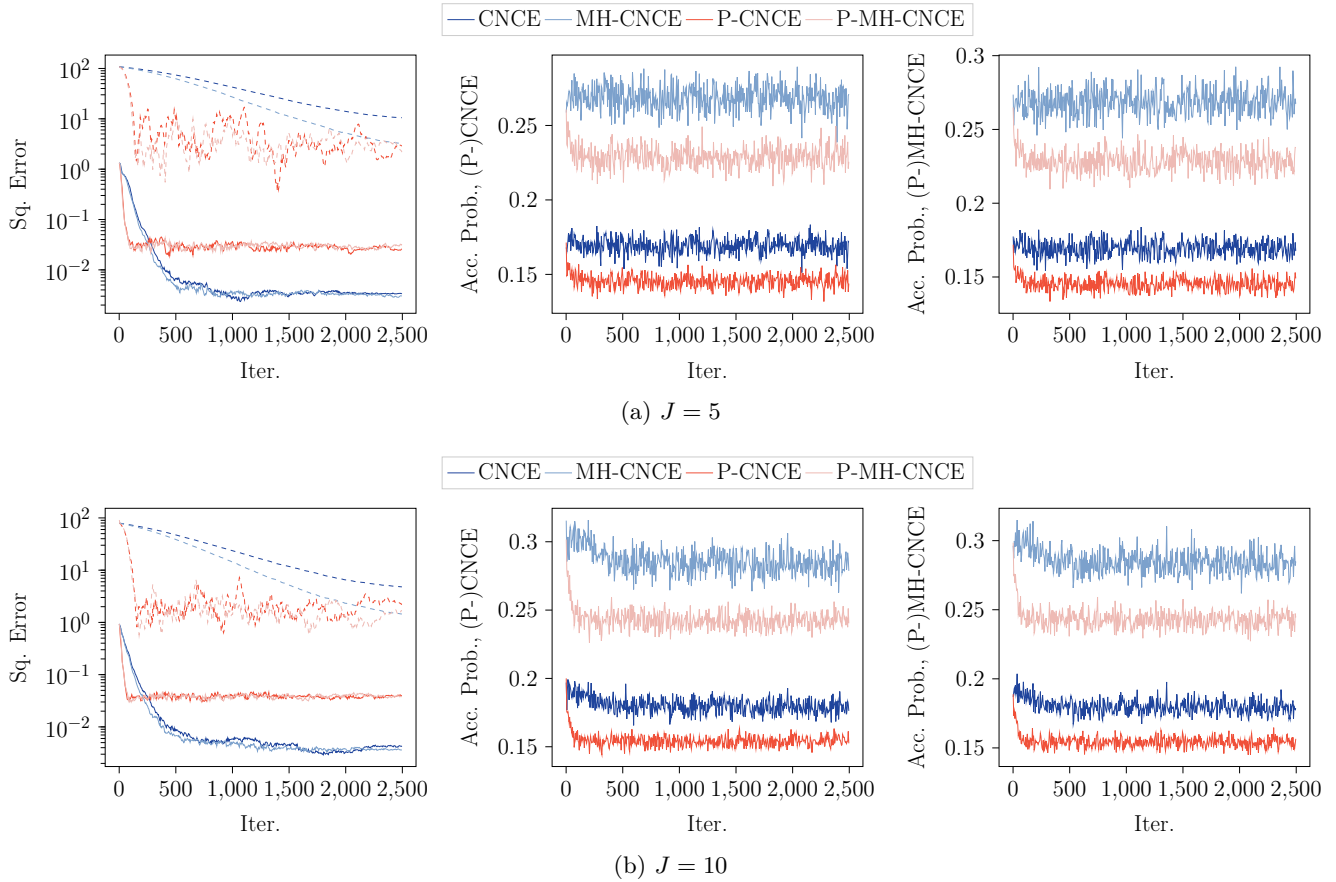 CNCE MH-CNCE P-CNCE P-MH-CNCE
Sq. Error
10^2
10^1
10^0
10^−1
10^−2
0 500 1,000 1,500 2,000 2,500
Iter.
Acc. Prob., (P-)CNCE
0.25
0.2
0.15
0 500 1,000 1,500 2,000 2,500
Iter.
Acc. Prob., (P-)MH-CNCE
0.3
0.25
0.2
0.15
0 500 1,000 1,500 2,000 2,500
Iter.
(a) J = 5
CNCE MH-CNCE P-CNCE P-MH-CNCE
Sq. Error
10^2
10^1
10^0
10^−1
10^−2
0 500 1,000 1,500 2,000 2,500
Iter.
Acc. Prob., (P-)CNCE
0.3
0.25
0.2
0.15
0 500 1,000 1,500 2,000 2,500
Iter.
Acc. Prob., (P-)MH-CNCE
0.3
0.25
0.2
0.15
0 500 1,000 1,500 2,000 2,500
Iter.
(b) J = 10